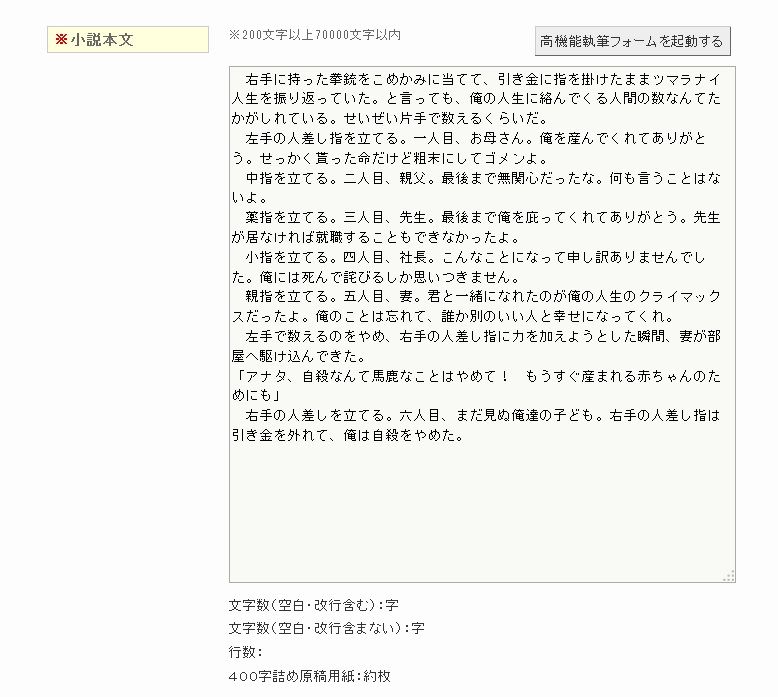 ※小説本文
※200文字以上70000文字以内
高機能執筆フォームを起動する
　右手に持った拳銃をこめかみに当てて、引き金に指を掛けたままツマラナイ
人生を振り返っていた。と言っても、俺の人生に絡んでくる人間の数なんてた
かがしれている。せいぜい片手で数えるくらいだ。
　左手の人差し指を立てる。一人目、お母さん。俺を産んでくれてありがと
う。せっかく貰った命だけど粗末にしてゴメンよ。
　中指を立てる。二人目、親父。最後まで無関心だったな。何も言うことはな
いよ。
　薬指を立てる。三人目、先生。最後まで俺を庇ってくれてありがとう。先生
が居なければ就職することもできなかったよ。
　小指を立てる。四人目、社長。こんなことになって申し訳ありませんでし
た。俺には死んで詫びるしか思いつきません。
　親指を立てる。五人目、妻。君と一緒になれたのが俺の人生のクライマック
スだったよ。俺のことは忘れて、誰か別のいい人と幸せになってくれ。
　左手で数えるのをやめ、右手の人差し指に力を加えようとした瞬間、妻が部
屋へ駆け込んできた。
「アナタ、自殺なんて馬鹿なことはやめて！　もうすぐ産まれる赤ちゃんのた
めにも」
　右手の人差しを立てる。六人目、まだ見ぬ俺達の子ども。右手の人差し指は
引き金を外れて、俺は自殺をやめた。
文字数(空白・改行含む):字
文字数(空白・改行含まない):字
行数:
400字詰め原稿用紙:約枚